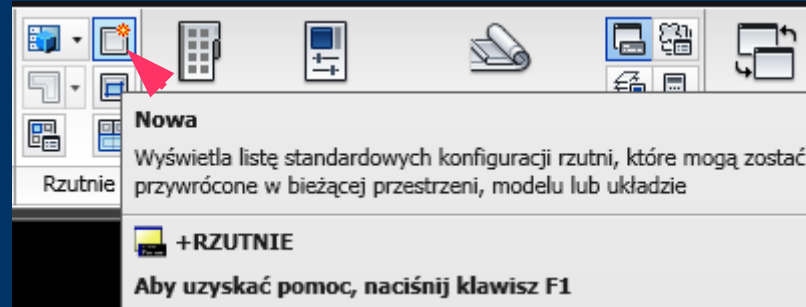 Nowa
Wyświetla listę standardowych konfiguracji rzutni, które mogą zostać
Rzutnie
przywrócone w bieżącej przestrzeni, modelu lub układzie
+RZUTNIE
Aby uzyskać pomoc, naciśnij klawisz F1